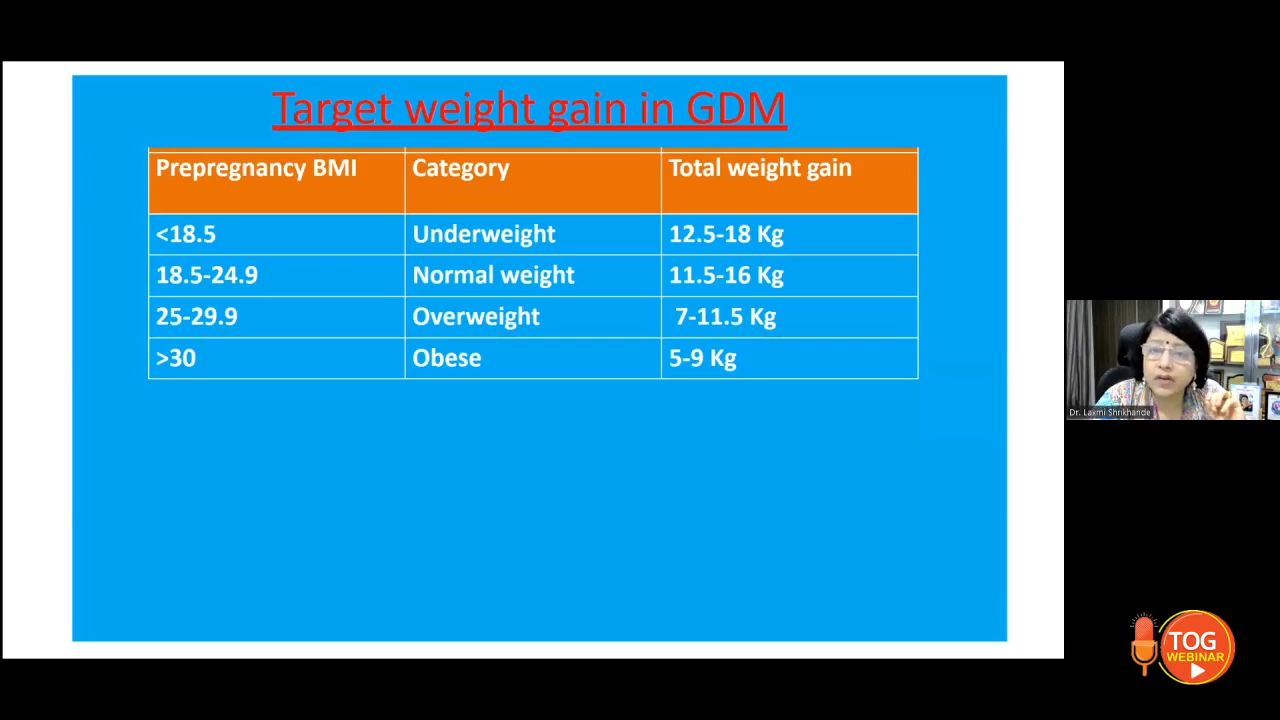 Target weight gain in GDM
Prepregnancy BMI Category Total weight gain
<18.5 Underweight 12.5-18 Kg
18.5-24.9 Normal weight 11.5-16 Kg
25-29.9 Overweight 7-11.5 Kg
>30 Obese 5-9 Kg
Dr. Laxmi Shrikhande
TOG
WEBINAR